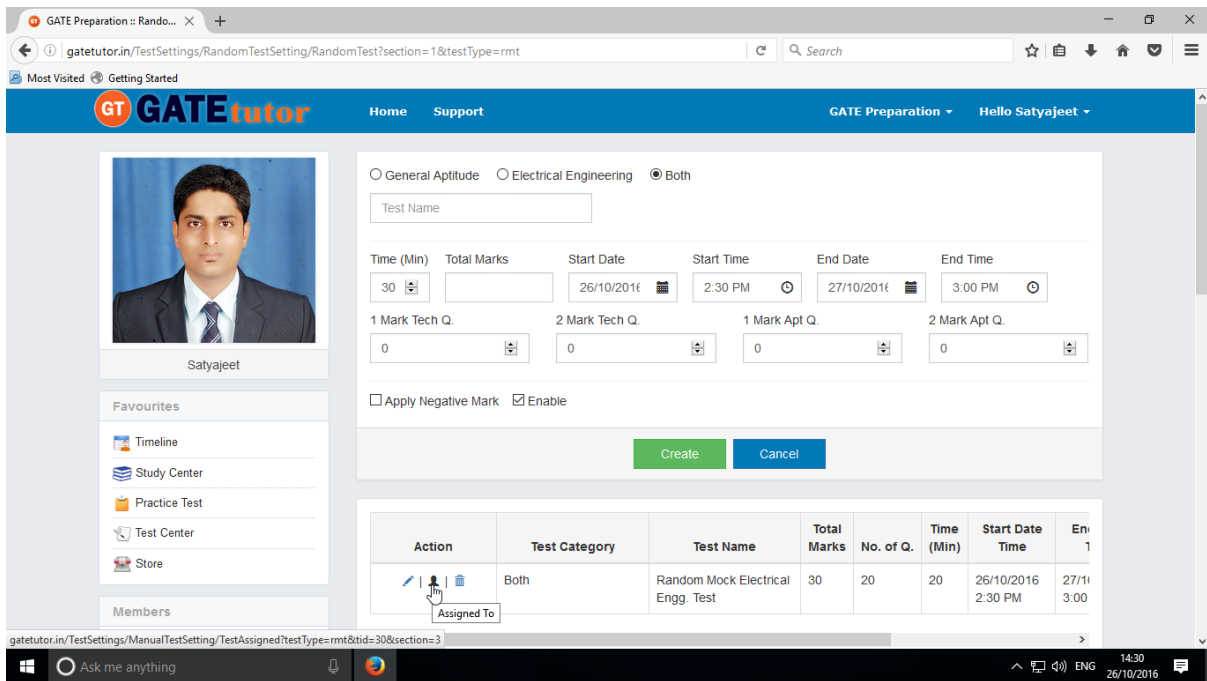 GATE Preparation :: Rando...
gatetutor.in/TestSettings/RandomTestSetting/RandomTest?section=1&testType=rmt
Search
Most Visited Getting Started
GT GATEtutor
Home Support GATE Preparation Hello Satyajeet
General Aptitude Electrical Engineering Both
Test Name
Time (Min) Total Marks Start Date Start Time End Date End Time
30 26/10/2016 2:30 PM 27/10/2016 3:00 PM
1 Mark Tech Q. 2 Mark Tech Q. 1 Mark Apt Q. 2 Mark Apt Q.
0 0 0 0
Satyajeet
Apply Negative Mark Enable
Create Cancel
Favourites
Timeline
Study Center
Practice Test
Test Center
Store
Members
Action Test Category Test Name Total Marks No. of Q. Time (Min) Start Date Time
| | Both Random Mock Electrical 30 20 20 26/10/2016 27/1
Engg. Test 2:30 PM 3:00
Assigned To
gatetutor.in/TestSettings/ManualTestSetting/TestAssigned?testType=rmt&tid=30&section=3
Ask me anything
ENG
14:30
26/10/2016